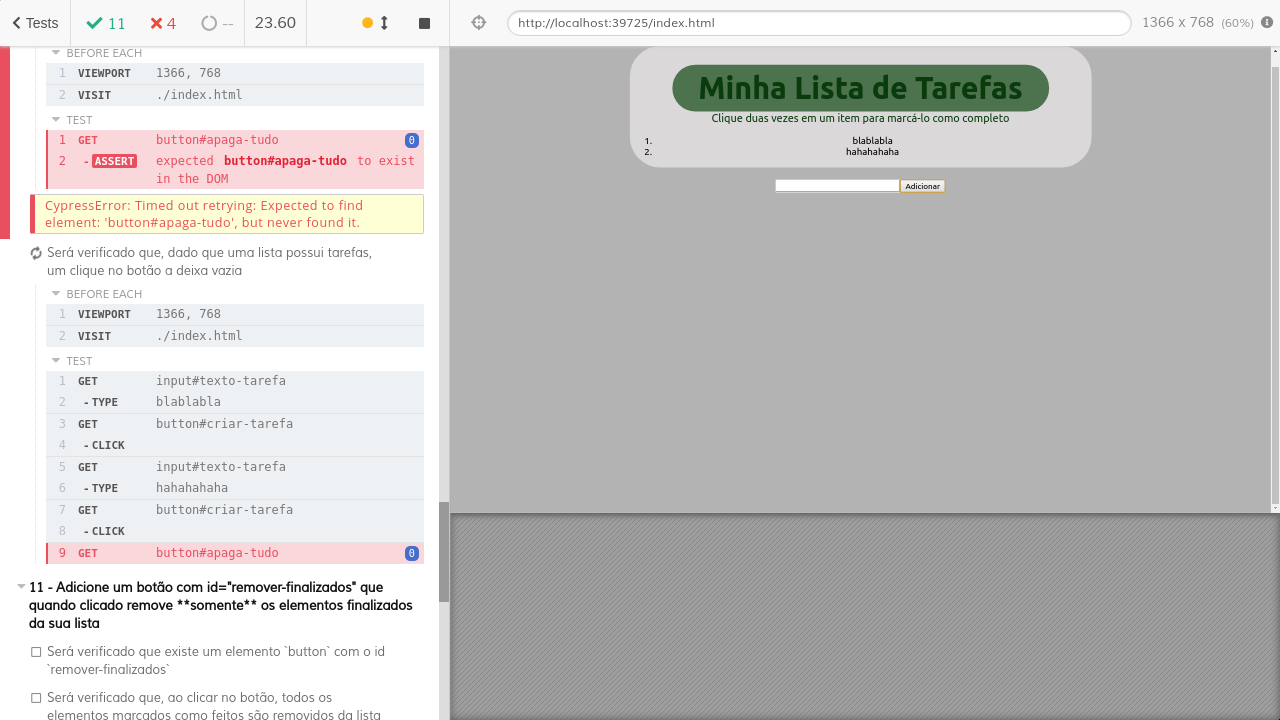 Tests
11
4
--
23.60
http://localhost:39725/index.html
1366 x 768 (60%)
BEFORE EACH
1 VIEWPORT 1366, 768
2 VISIT ./index.html
TEST
1 GET button#apaga-tudo 0
2 -ASSERT expected button#apaga-tudo to exist
in the DOM
CypressError: Timed out retrying: Expected to find
element: 'button#apaga-tudo', but never found it.
Será verificado que, dado que uma lista possui tarefas,
um clique no botão a deixa vazia
BEFORE EACH
1 VIEWPORT 1366, 768
2 VISIT ./index.html
TEST
1 GET input#texto-tarefa
2 -TYPE blablabla
3 GET button#criar-tarefa
4 -CLICK
5 GET input#texto-tarefa
6 -TYPE hahahahaha
7 GET button#criar-tarefa
8 -CLICK
9 GET button#apaga-tudo 0
11 - Adicione um botão com id="remover-finalizados" que
quando clicado remove **somente** os elementos finalizados
da sua lista
Será verificado que existe um elemento `button` com o id
`remover-finalizados`
Será verificado que, ao clicar no botão, todos os
elementos marcados como feitos são removidos da lista
Minha Lista de Tarefas
Clique duas vezes em um item para marcá-lo como completo
1. blablabla
2. hahahahaha
Adicionar